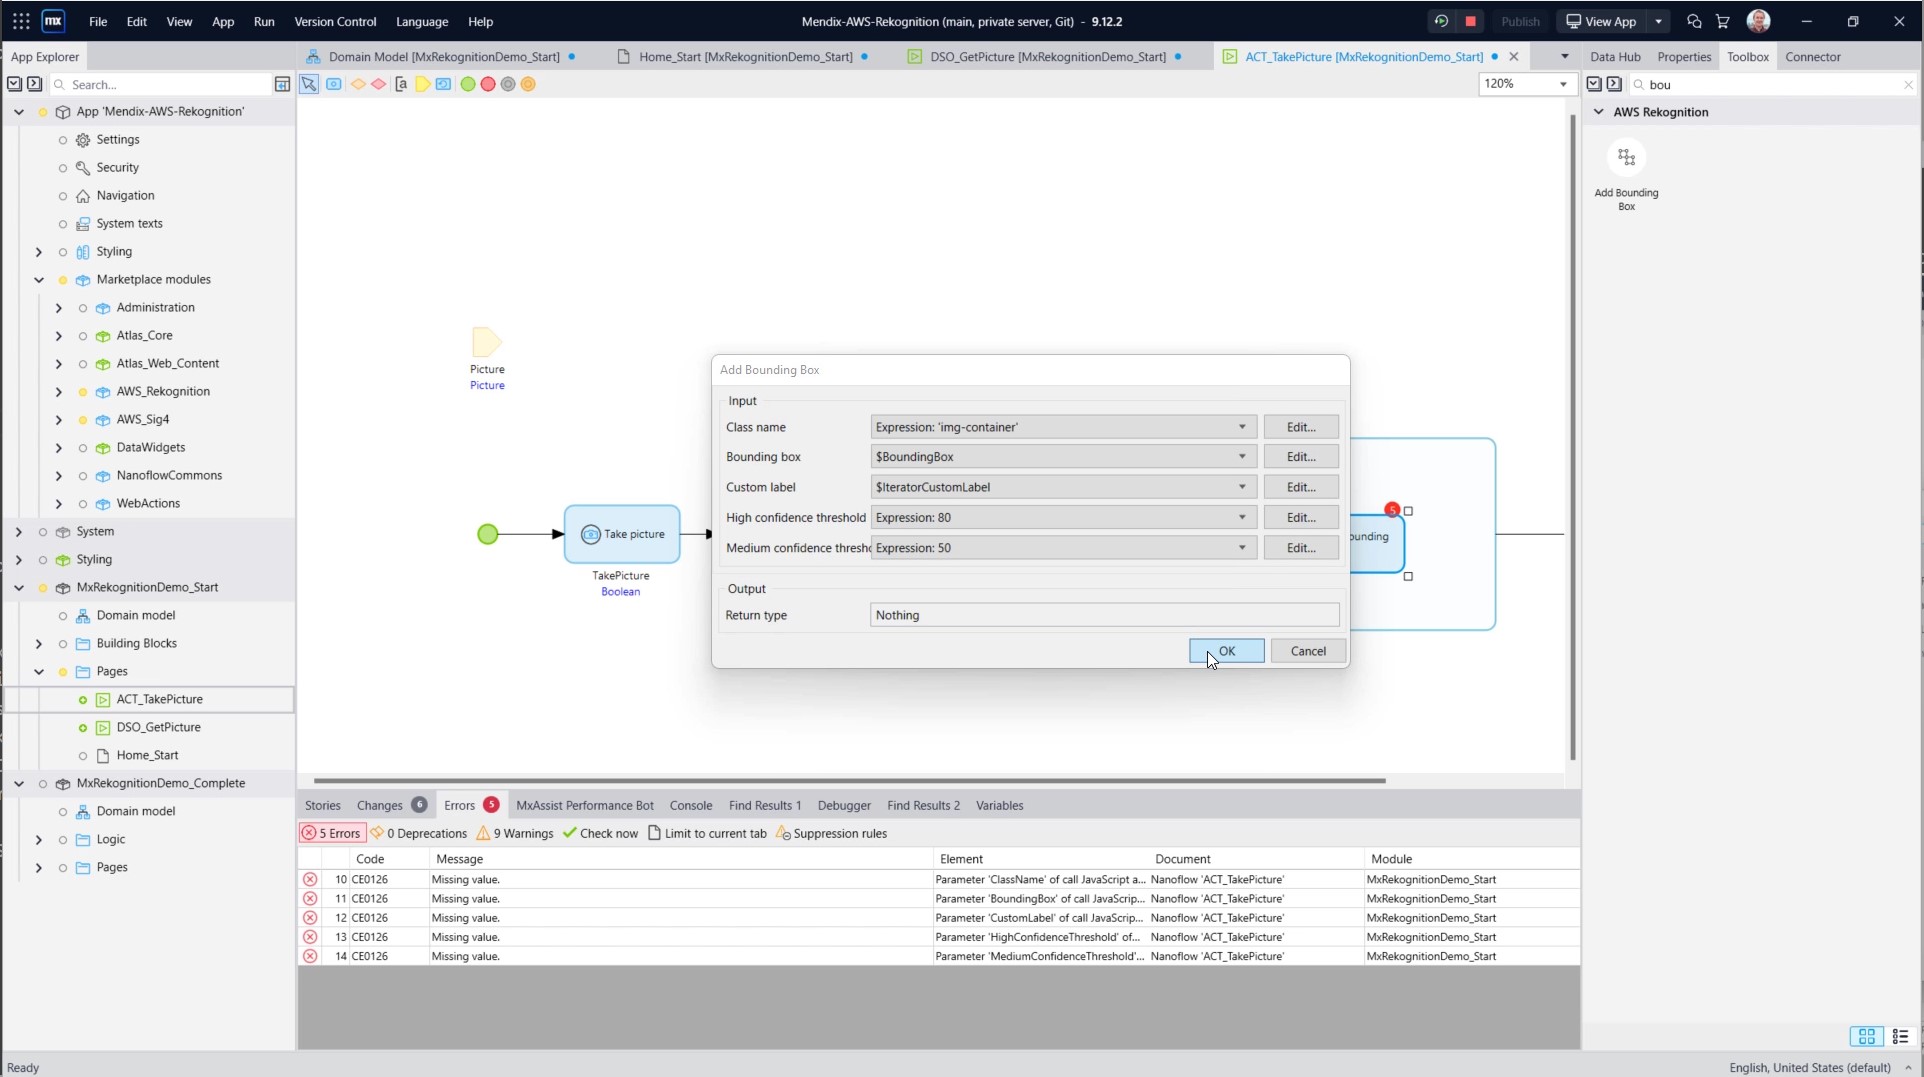 mx File Edit View App Run Version Control Language Help
Mendix-AWS-Rekognition (main, private server, Git) - 9.12.2
Publish View App
App Explorer
Domain Model [MxRekognitionDemo_Start]
Home_Start [MxRekognitionDemo_Start]
DSO_GetPicture [MxRekognitionDemo_Start]
ACT_TakePicture [MxRekognitionDemo_Start]
Data Hub Properties Toolbox Connector
Search...
120%
bou
App 'Mendix-AWS-Rekognition'
Settings
Security
Navigation
System texts
Styling
Marketplace modules
Administration
Atlas_Core
Atlas_Web_Content
AWS_Rekognition
AWS_Sig4
DataWidgets
NanoflowCommons
WebActions
System
Styling
MxRekognitionDemo_Start
Domain model
Building Blocks
Pages
ACT_TakePicture
DSO_GetPicture
Home_Start
MxRekognitionDemo_Complete
Domain model
Logic
Pages
Picture
Picture
Take picture
TakePicture
Boolean
Add Bounding Box
Input
Class name Expression: 'img-container' Edit...
Bounding box $BoundingBox Edit...
Custom label $IteratorCustomLabel Edit...
High confidence threshold Expression: 80 Edit...
Medium confidence thresho Expression: 50 Edit...
Output
Return type Nothing
OK Cancel
5
ounding
AWS Rekognition
Add Bounding
Box
Stories Changes 6 Errors 5 MxAssist Performance Bot Console Find Results 1 Debugger Find Results 2 Variables
5 Errors 0 Deprecations 9 Warnings Check now Limit to current tab Suppression rules
Code Message Element Document Module
10 CE0126 Missing value. Parameter 'ClassName' of call JavaScript a... Nanoflow 'ACT_TakePicture' MxRekognitionDemo_Start
11 CE0126 Missing value. Parameter 'BoundingBox' of call JavaScrip... Nanoflow 'ACT_TakePicture' MxRekognitionDemo_Start
12 CE0126 Missing value. Parameter 'CustomLabel' of call JavaScrip... Nanoflow 'ACT_TakePicture' MxRekognitionDemo_Start
13 CE0126 Missing value. Parameter 'HighConfidenceThreshold' of... Nanoflow 'ACT_TakePicture' MxRekognitionDemo_Start
14 CE0126 Missing value. Parameter 'MediumConfidenceThreshold'... Nanoflow 'ACT_TakePicture' MxRekognitionDemo_Start
Ready
English, United States (default)